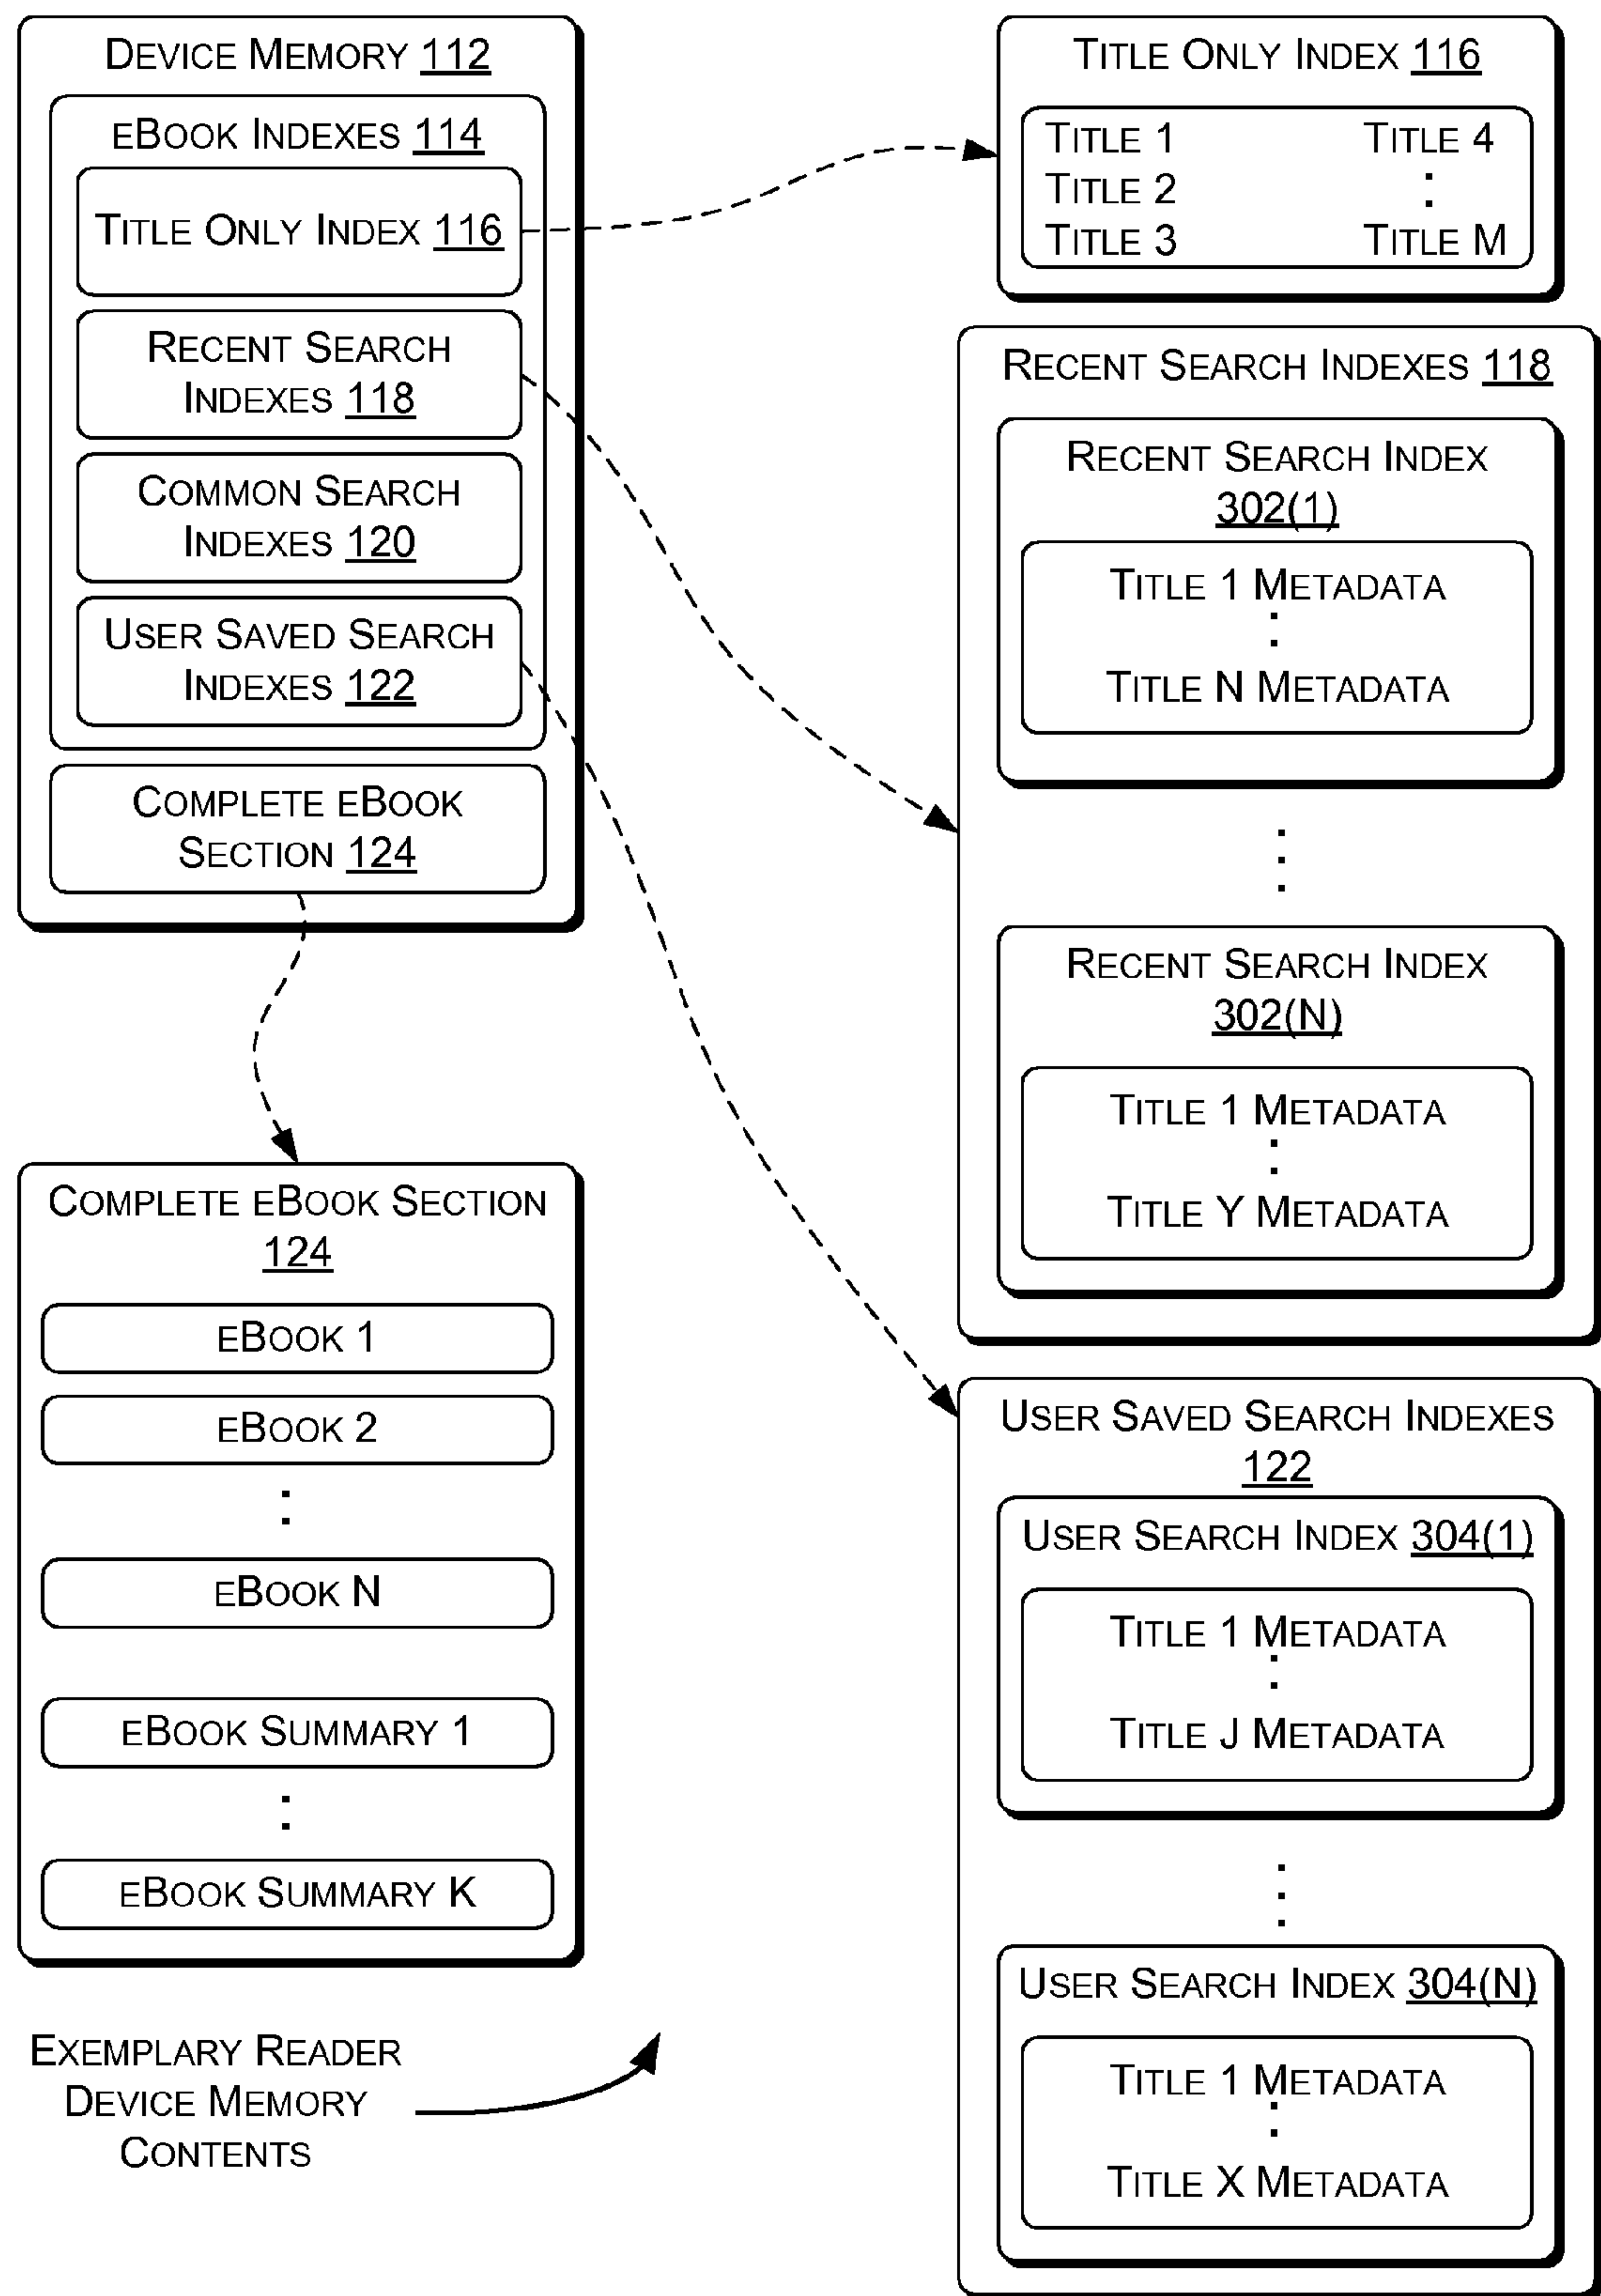 DEVICE MEMORY 112
EBOOK INDEXES 114
TITLE ONLY INDEX 116
RECENT SEARCH
INDEXES 118
COMMON SEARCH
INDEXES 120
USER SAVED SEARCH
INDEXES 122
COMPLETE EBOOK
SECTION 124
TITLE ONLY INDEX 116
TITLE 1
TITLE 2
TITLE 3
TITLE 4
TITLE M
RECENT SEARCH INDEXES 118
RECENT SEARCH INDEX
302(1)
TITLE 1 METADATA
TITLE N METADATA
RECENT SEARCH INDEX
302(N)
TITLE 1 METADATA
TITLE Y METADATA
COMPLETE EBOOK SECTION
124
EBOOK 1
EBOOK 2
EBOOK N
EBOOK SUMMARY 1
EBOOK SUMMARY K
USER SAVED SEARCH INDEXES
122
USER SEARCH INDEX 304(1)
TITLE 1 METADATA
TITLE J METADATA
USER SEARCH INDEX 304(N)
TITLE 1 METADATA
TITLE X METADATA
EXEMPLARY READER
DEVICE MEMORY
CONTENTS